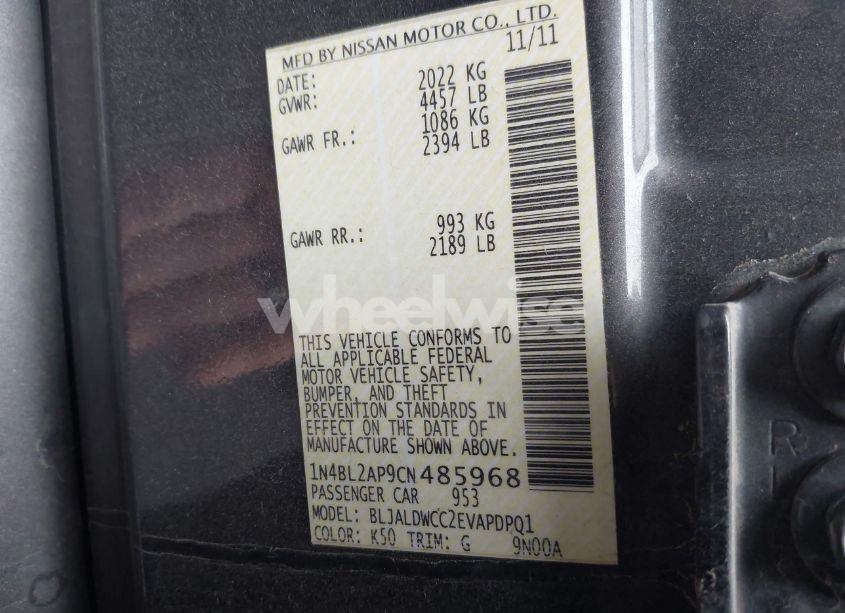 MFD BY NISSAN MOTOR CO., LTD.
DATE: 11/11
GVWR: 2022 KG
4457 LB
GAWR FR.: 1086 KG
2394 LB
GAWR RR.: 993 KG
2189 LB
wheelwise
THIS VEHICLE CONFORMS TO
ALL APPLICABLE FEDERAL
MOTOR VEHICLE SAFETY,
BUMPER, AND THEFT
PREVENTION STANDARDS IN
EFFECT ON THE DATE OF
MANUFACTURE SHOWN ABOVE.
1N4BL2AP9CN485968
PASSENGER CAR 953
MODEL: BLJALDWCC2EVAPDPQ1
COLOR: K50 TRIM: G 9N00A
R
L